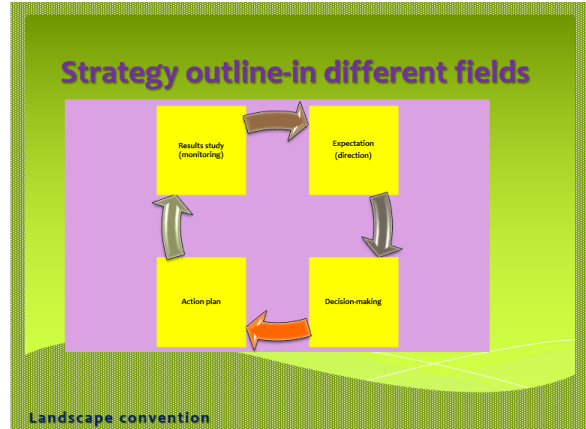 Strategy outline-in different fields
Results study
(monitoring)
Expectation
(direction)
Action plan
Decision-making
Landscape convention